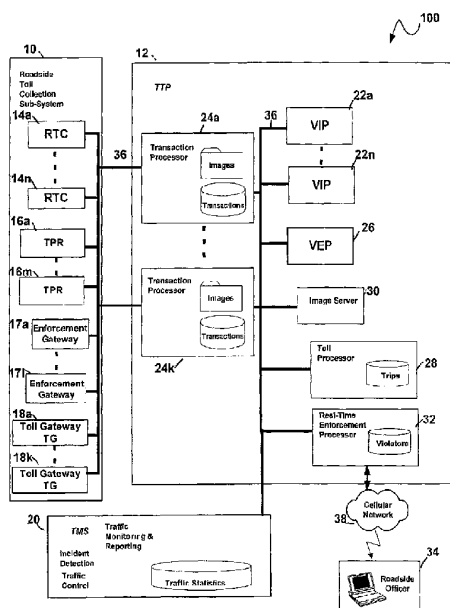 100
10
Roadside
Toll
Collection
Sub-System
14a
RTC
14n
RTC
16a
TPR
16m
TPR
17a
Enforcement
Gateway
17l
Enforcement
Gateway
18a
Toll Gateway
TG
18k
Toll Gateway
TG
12
TTP
36
24a
Transaction
Processor
Images
Transactions
Transaction
Processor
Images
Transactions
24k
36
22a
VIP
22n
VIP
26
VEP
30
Image Server
Toll
Processor
Trips
28
Real-Time
Enforcement
Processor
Violators
32
20
TMS
Traffic
Monitoring &
Reporting
Incident
Detection
Traffic
Control
Traffic Statistics
Cellular
Network
38
34
Roadside
Officer